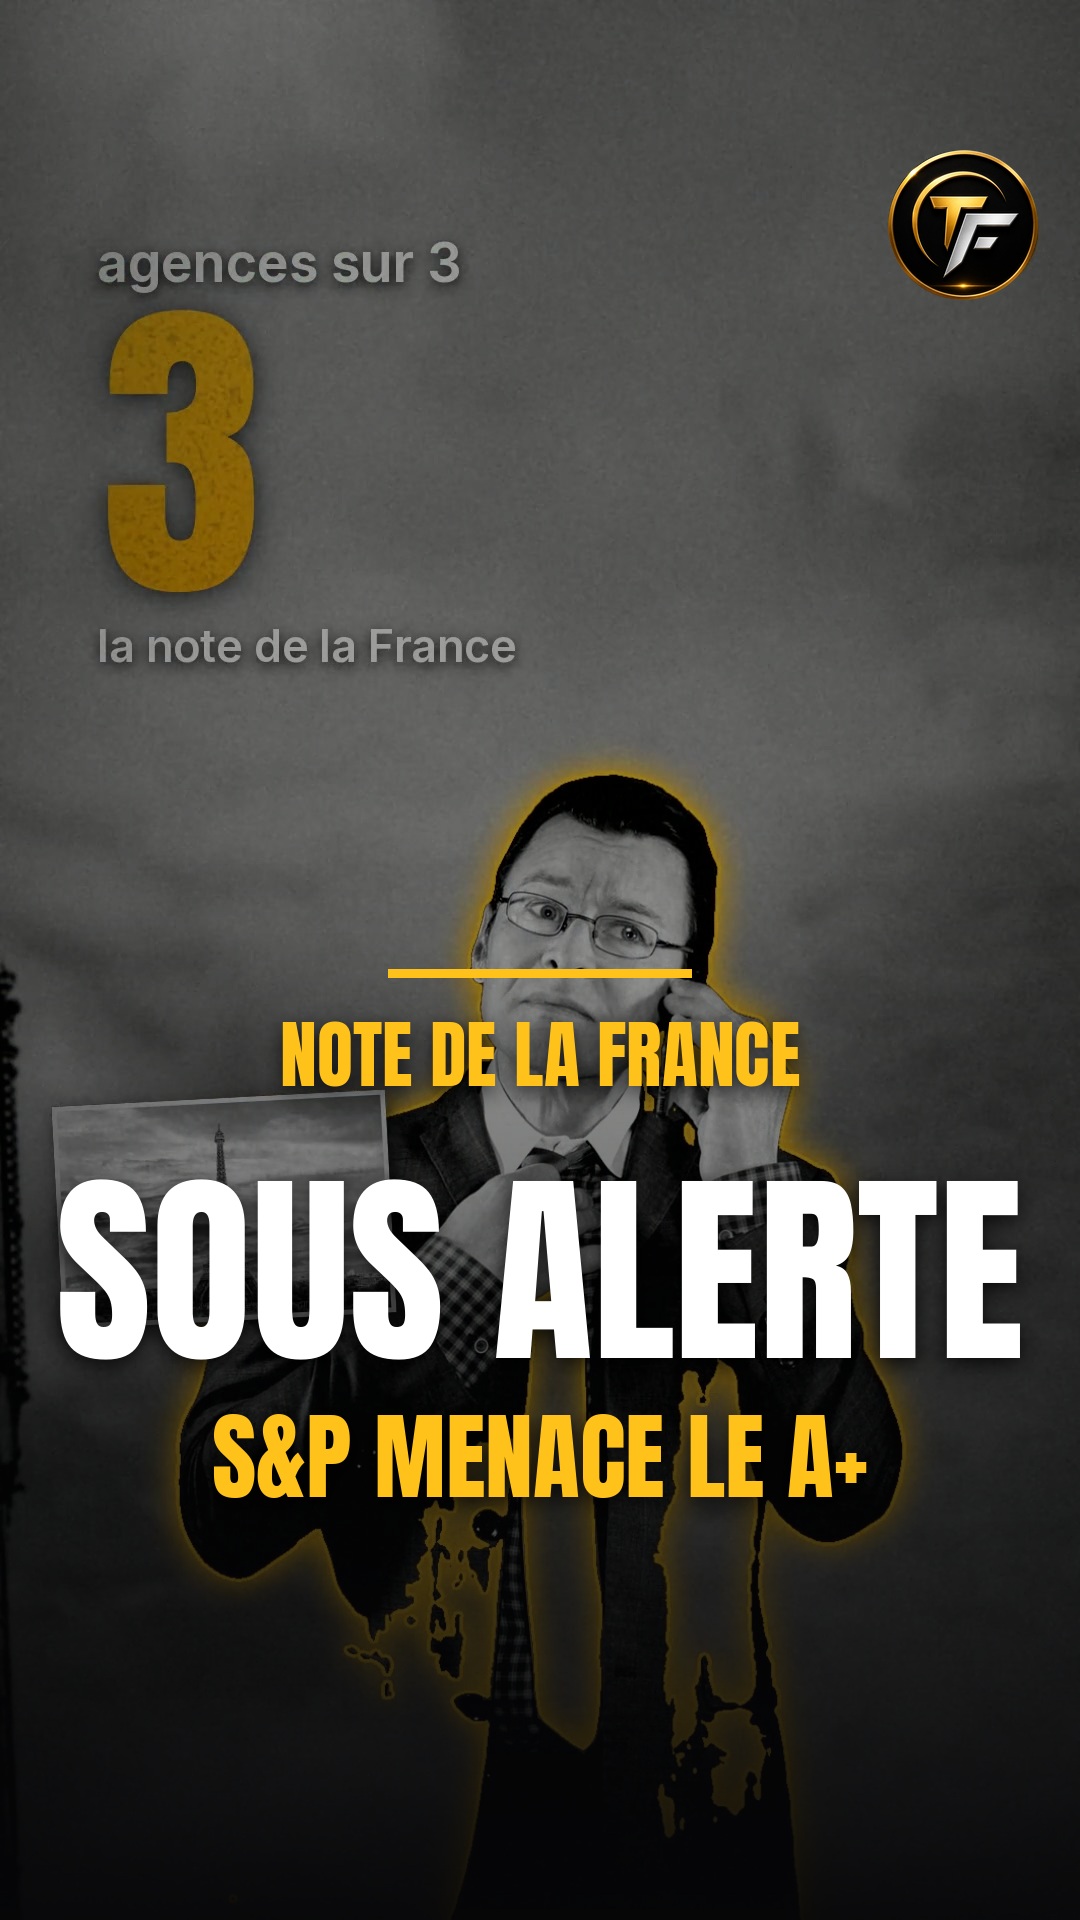 TF
agences sur 3
3
la note de la France
NOTE DE LA FRANCE
SOUS ALERTE
S&P MENACE LE A+